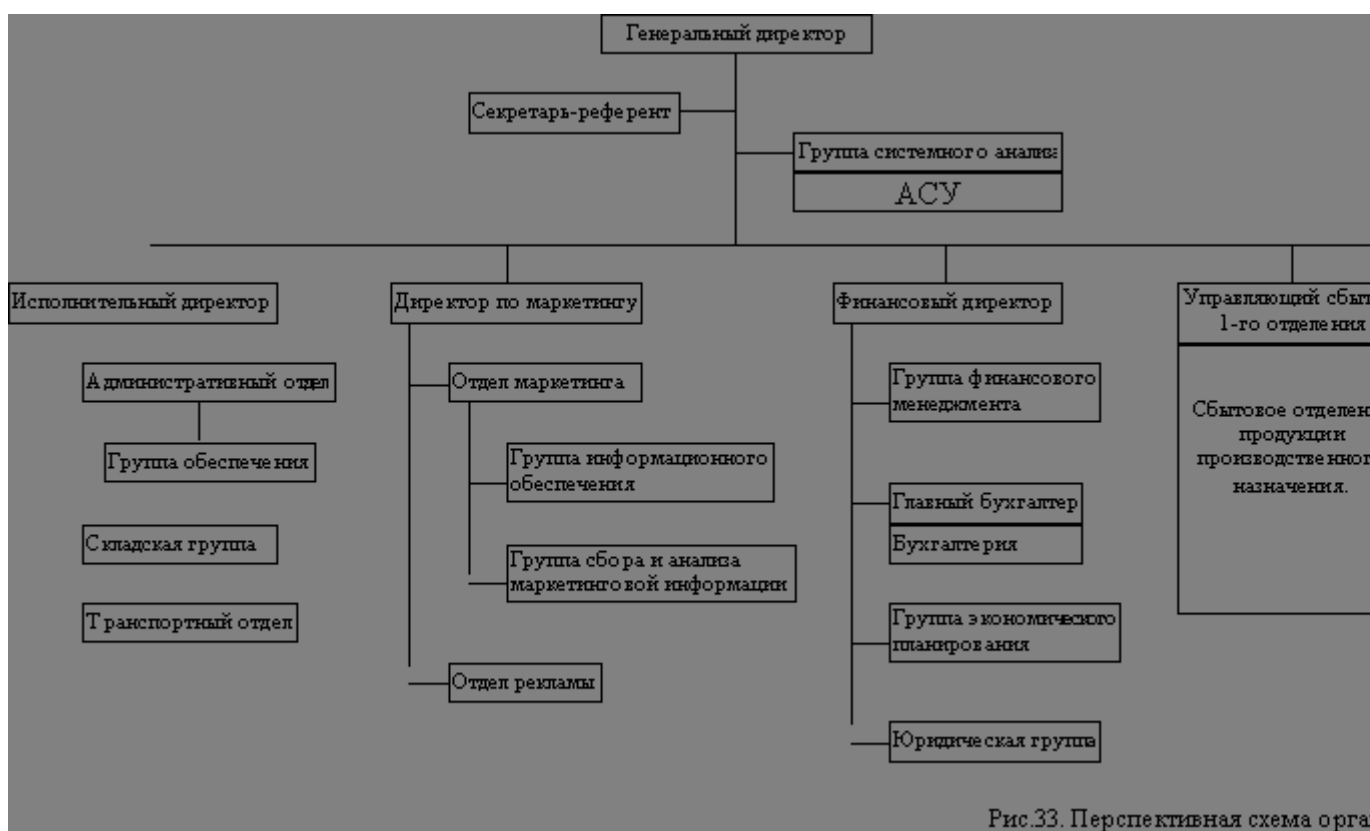 Генеральный директор
Секретарь-референт
Группа системного анализа
АСУ
Исполнительный директор
Директор по маркетингу
Финансовый директор
Управляющий сбыт
1-го отделения
Административный отдел
Отдел маркетинга
Группа финансового
менеджмента
Сбытовое отделен
продукции
производственног
назначения.
Группа обеспечения
Группа информационного
обеспечения
Главный бухгалтер
Бухгалтерия
Складская группа
Группа сбора и анализа
маркетинговой информации
Транспортный отдел
Группа экономического
планирования
Отдел рекламы
Юридическая группа
Рис.33. Перспективная схема орга